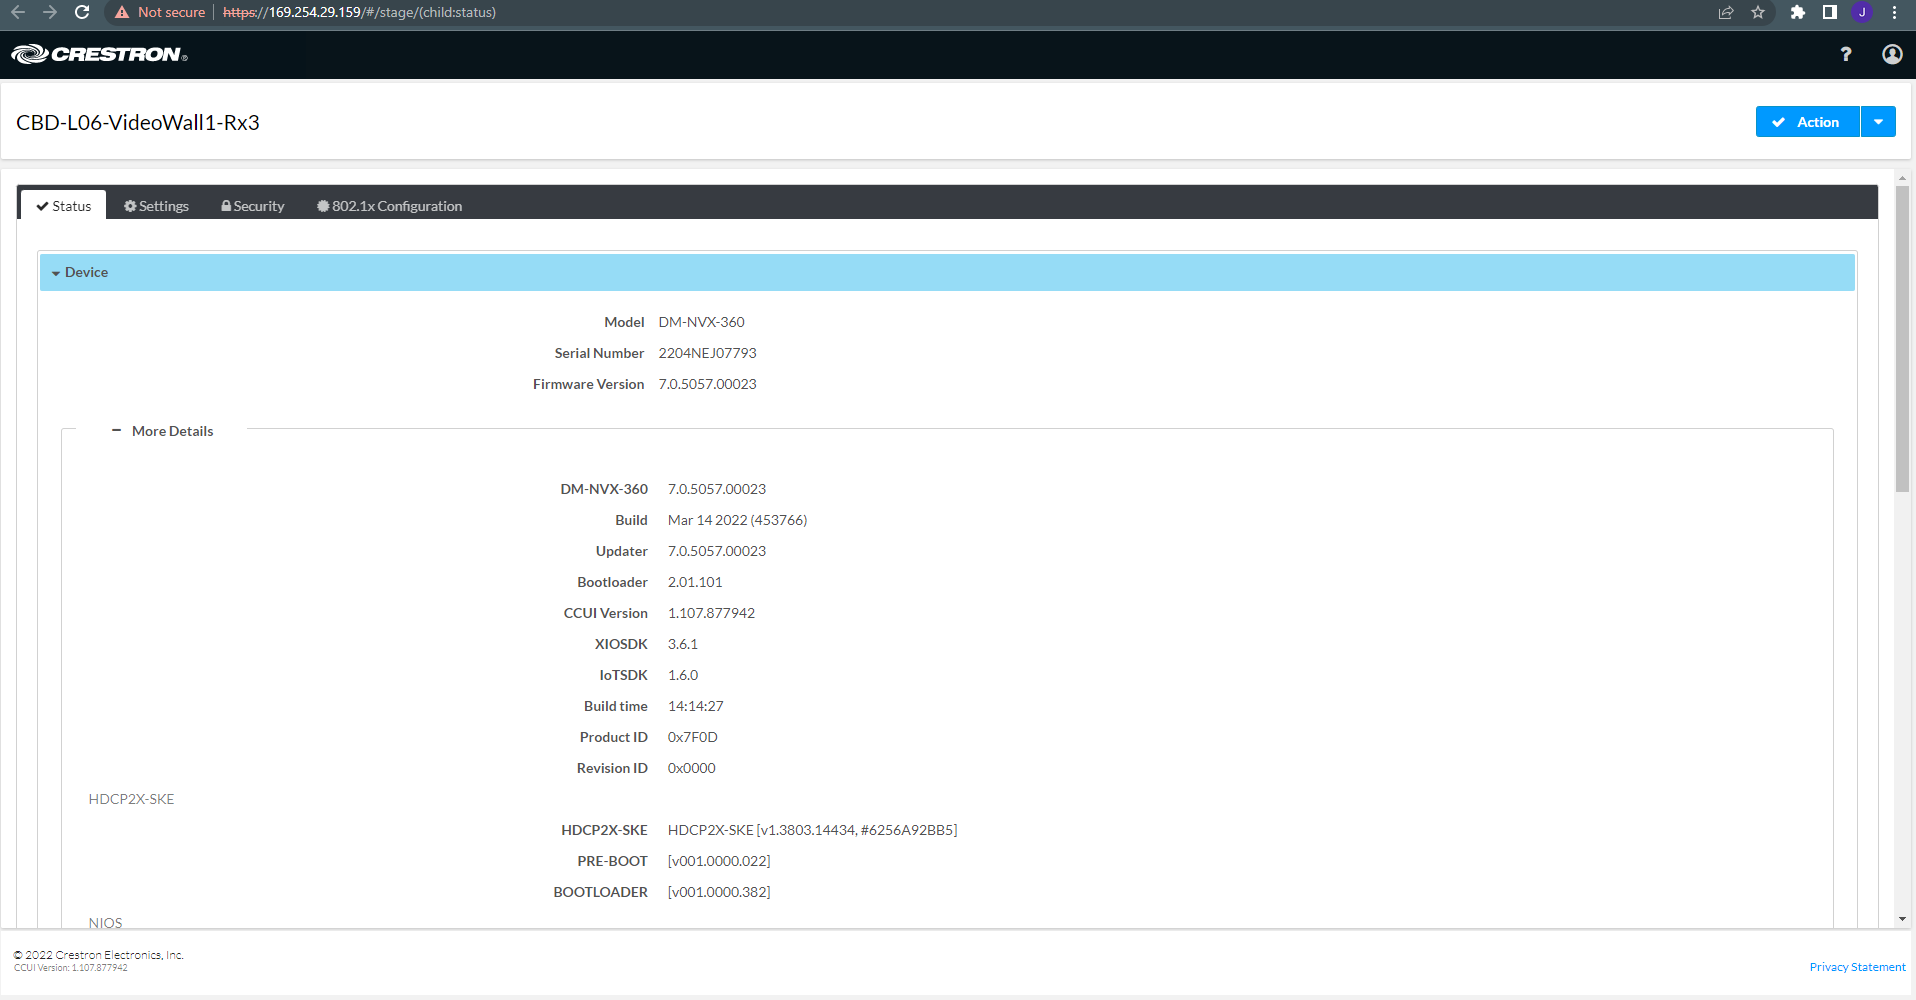 Not secure | https://169.254.29.159/#/stage/(child:status)
J
CRESTRON®
?
CBD-L06-VideoWall1-Rx3
Action
Status Settings Security 802.1x Configuration
Device
Model DM-NVX-360
Serial Number 2204NEJ07793
Firmware Version 7.0.5057.00023
− More Details
DM-NVX-360 7.0.5057.00023
Build Mar 14 2022 (453766)
Updater 7.0.5057.00023
Bootloader 2.01.101
CCUI Version 1.107.877942
XIOSDK 3.6.1
IoTSDK 1.6.0
Build time 14:14:27
Product ID 0x7F0D
Revision ID 0x0000
HDCP2X-SKE
HDCP2X-SKE HDCP2X-SKE [v1.3803.14434, #6256A92BB5]
PRE-BOOT [v001.0000.022]
BOOTLOADER [v001.0000.382]
NIOS
© 2022 Crestron Electronics, Inc.
CCUI Version: 1.107.877942
Privacy Statement